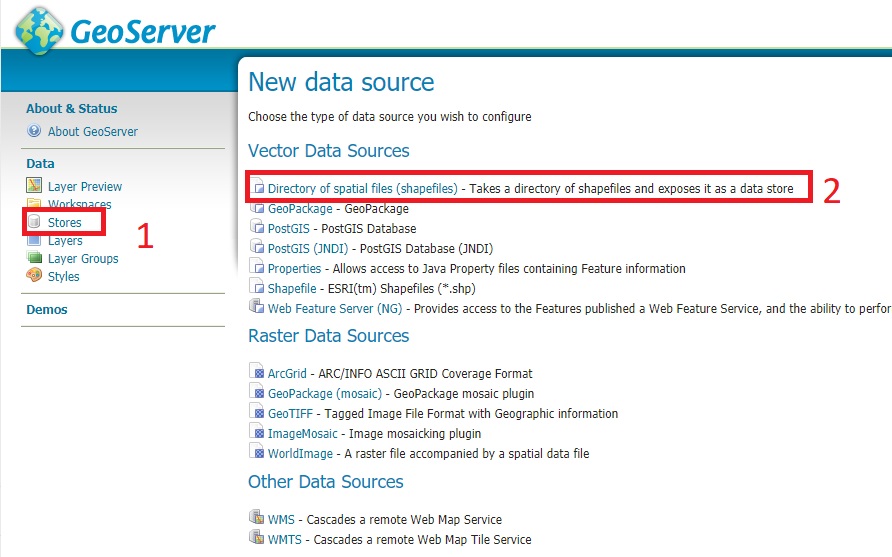 GeoServer
About & Status
About GeoServer
Data
Layer Preview
Workspaces
Stores
1
Layers
Layer Groups
Styles
Demos
New data source
Choose the type of data source you wish to configure
Vector Data Sources
Directory of spatial files (shapefiles) - Takes a directory of shapefiles and exposes it as a data store
2
GeoPackage - GeoPackage
PostGIS - PostGIS Database
PostGIS (JNDI) - PostGIS Database (JNDI)
Properties - Allows access to Java Property files containing Feature information
Shapefile - ESRI(tm) Shapefiles (*.shp)
Web Feature Server (NG) - Provides access to the Features published a Web Feature Service, and the ability to perfor
Raster Data Sources
ArcGrid - ARC/INFO ASCII GRID Coverage Format
GeoPackage (mosaic) - GeoPackage mosaic plugin
GeoTIFF - Tagged Image File Format with Geographic information
ImageMosaic - Image mosaicking plugin
WorldImage - A raster file accompanied by a spatial data file
Other Data Sources
WMS - Cascades a remote Web Map Service
WMTS - Cascades a remote Web Map Tile Service